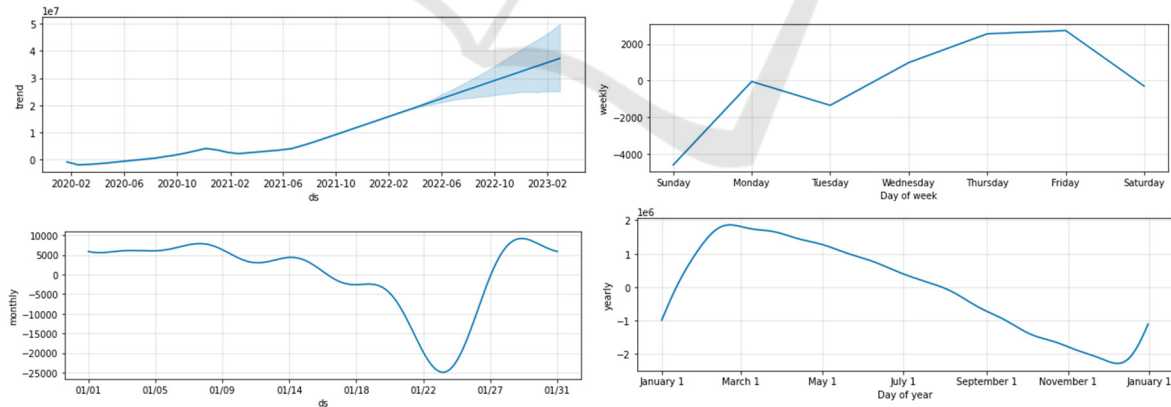 1e7
5
4
3
2
1
0
trend
2020-02 2020-06 2020-10 2021-02 2021-06 2021-10 2022-02 2022-06 2022-10 2023-02
ds
2000
0
−2000
−4000
weekly
Sunday Monday Tuesday Wednesday Thursday Friday Saturday
Day of week
10000
5000
0
−5000
−10000
−15000
−20000
−25000
monthly
01/01 01/05 01/09 01/14 01/18 01/22 01/27 01/31
ds
1e6
2
1
0
−1
−2
yearly
January 1 March 1 May 1 July 1 September 1 November 1 January 1
Day of year